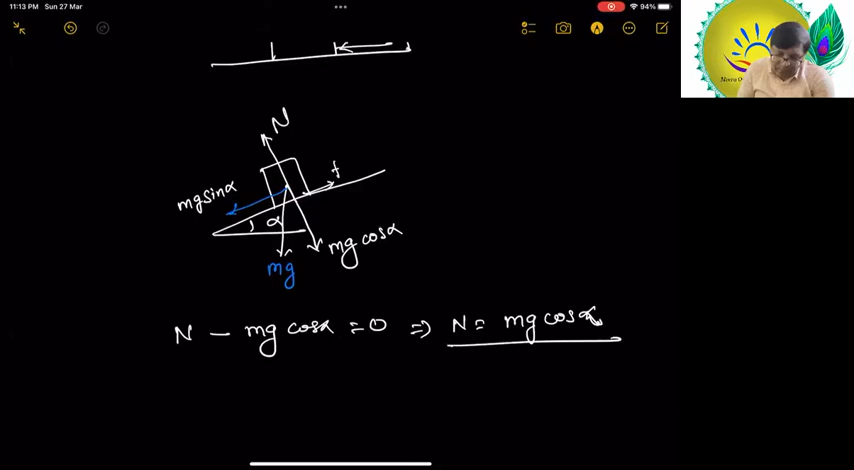 11:13 PM Sun 27 Mar
94%
N
f
mg sinα
α
mg cosα
mg
N - mg cosα = 0 ⇒ N = mg cosα